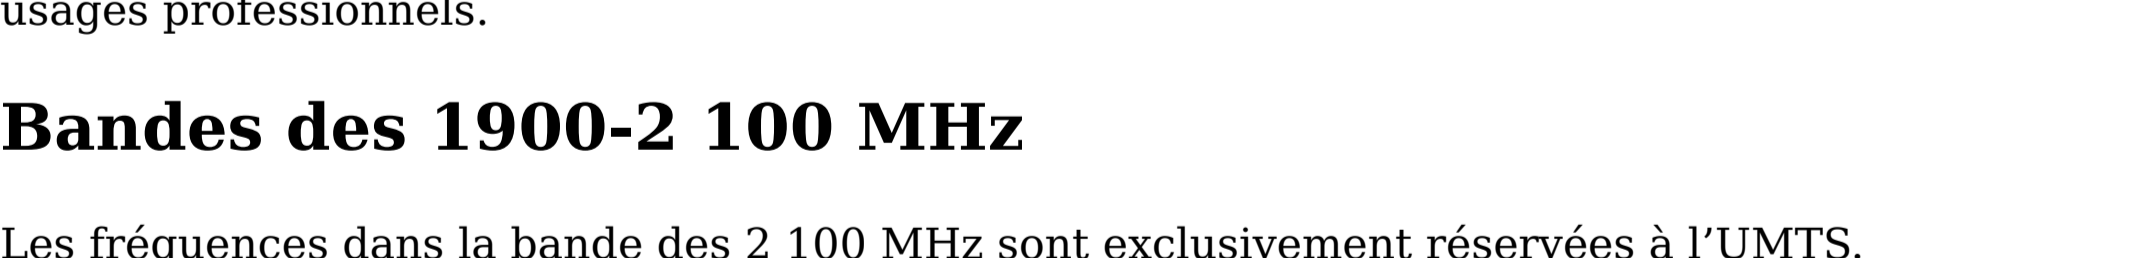 usages professionnels.
Bandes des 1900-2 100 MHz
Les fréquences dans la bande des 2 100 MHz sont exclusivement réservées à l’UMTS.